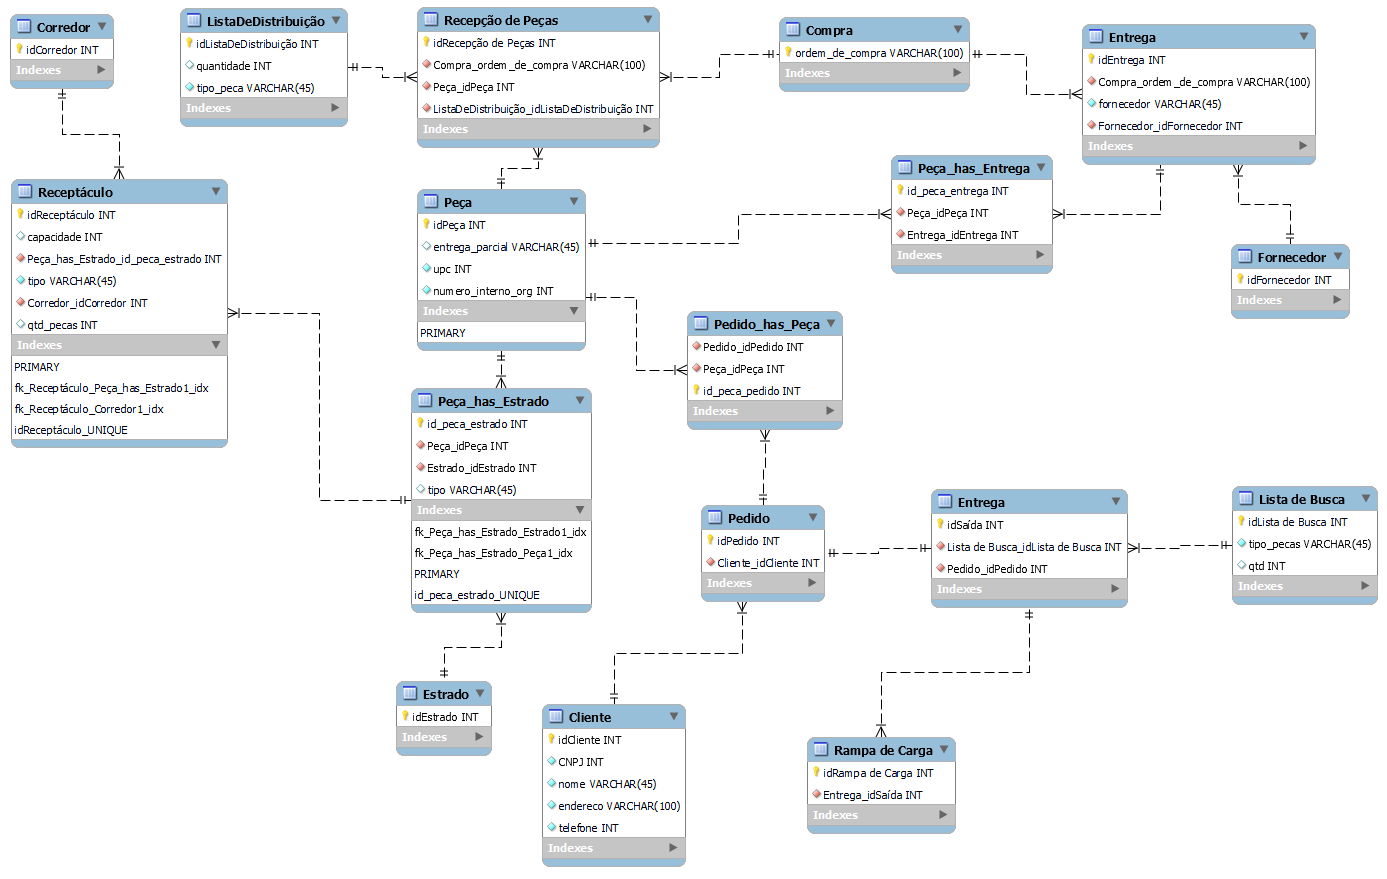 Corredor
idCorredor INT
Indexes
ListaDeDistribuição
idListaDeDistribuição INT
quantidade INT
tipo_peca VARCHAR(45)
Indexes
Recepção de Peças
idRecepção de Peças INT
Compra_ordem_de_compra VARCHAR(100)
Peça_idPeça INT
ListaDeDistribuição_idListaDeDistribuição INT
Indexes
Compra
ordem_de_compra VARCHAR(100)
Indexes
Entrega
idEntrega INT
Compra_ordem_de_compra VARCHAR(100)
fornecedor VARCHAR(45)
Fornecedor_idFornecedor INT
Indexes
Receptáculo
idReceptáculo INT
capacidade INT
Peça_has_Estrado_id_peca_estrado INT
tipo VARCHAR(45)
Corredor_idCorredor INT
qtd_pecas INT
Indexes
PRIMARY
fk_Receptáculo_Peça_has_Estrado1_idx
fk_Receptáculo_Corredor1_idx
idReceptáculo_UNIQUE
Peça
idPeça INT
entrega_parcial VARCHAR(45)
upc INT
numero_interno_org INT
Indexes
PRIMARY
Peça_has_Entrega
id_peca_entrega INT
Peça_idPeça INT
Entrega_idEntrega INT
Indexes
Fornecedor
idFornecedor INT
Indexes
Pedido_has_Peça
Pedido_idPedido INT
Peça_idPeça INT
id_peca_pedido INT
Indexes
Peça_has_Estrado
id_peca_estrado INT
Peça_idPeça INT
Estrado_idEstrado INT
tipo VARCHAR(45)
Indexes
fk_Peça_has_Estrado_Estrado1_idx
fk_Peça_has_Estrado_Peça1_idx
PRIMARY
id_peca_estrado_UNIQUE
Pedido
idPedido INT
Cliente_idCliente INT
Indexes
Entrega
idSaída INT
Lista de Busca_idLista de Busca INT
Pedido_idPedido INT
Indexes
Lista de Busca
idLista de Busca INT
tipo_pecas VARCHAR(45)
qtd INT
Indexes
Estrado
idEstrado INT
Indexes
Cliente
idCliente INT
CNPJ INT
nome VARCHAR(45)
endereco VARCHAR(100)
telefone INT
Indexes
Rampa de Carga
idRampa de Carga INT
Entrega_idSaída INT
Indexes